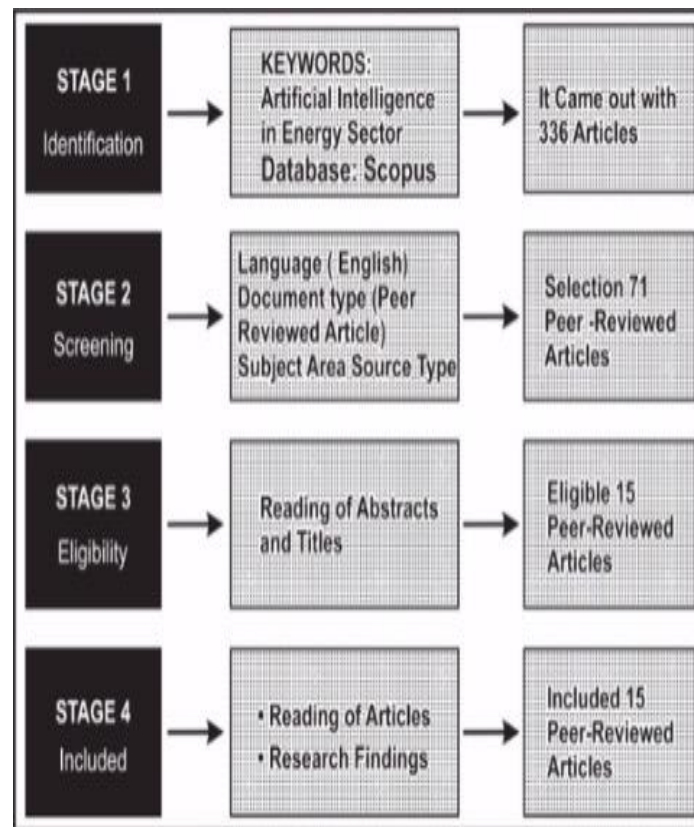 STAGE 1
Identification
KEYWORDS:
Artificial Intelligence
in Energy Sector
Database: Scopus
It Came out with
336 Articles
STAGE 2
Screening
Language ( English)
Document type (Peer
Reviewed Article)
Subject Area Source Type
Selection 71
Peer -Reviewed
Articles
STAGE 3
Eligibility
Reading of Abstracts
and Titles
Eligible 15
Peer-Reviewed
Articles
STAGE 4
Included
• Reading of Articles
• Research Findings
Included 15
Peer-Reviewed
Articles